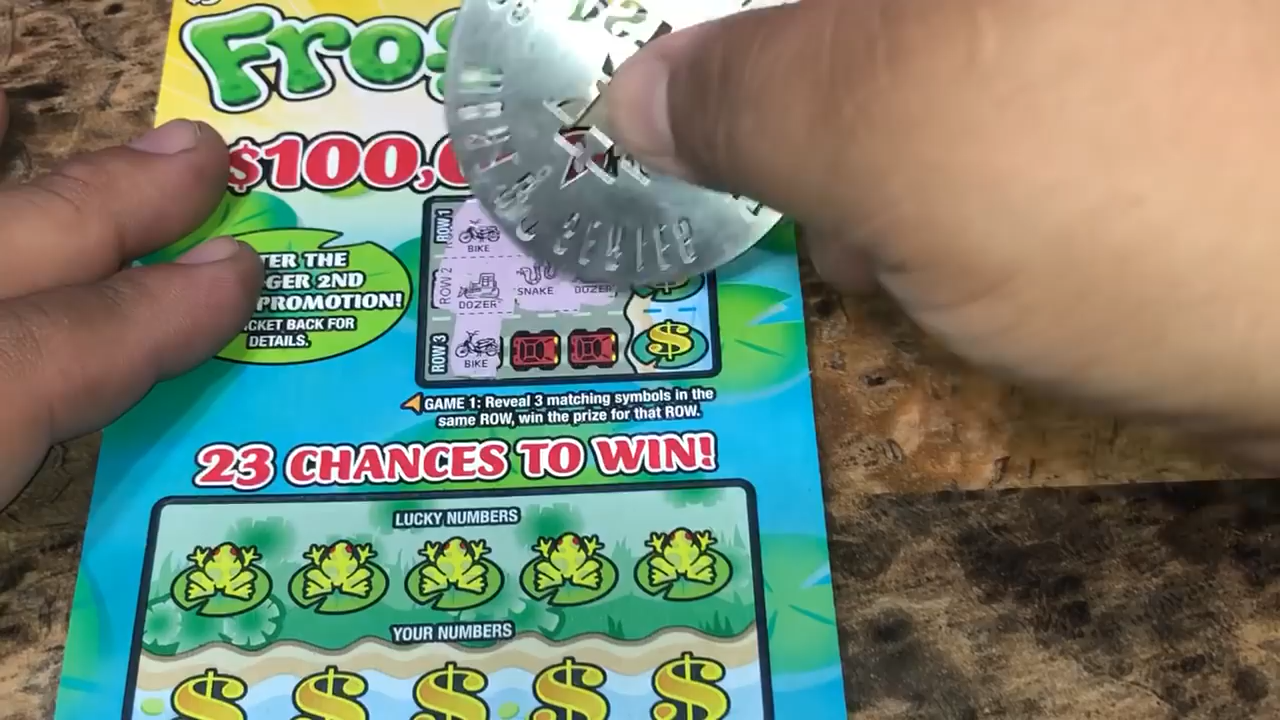 Frog
$100,0
TER THE
GER 2ND
PROMOTION!
CKET BACK FOR
DETAILS.
ROW 1
BIKE
ROW 2
DOZER
SNAKE
DOZER
ROW 3
BIKE
$
GAME 1: Reveal 3 matching symbols in the
same ROW, win the prize for that ROW.
23 CHANCES TO WIN!
LUCKY NUMBERS
YOUR NUMBERS
$ $ $ $ $